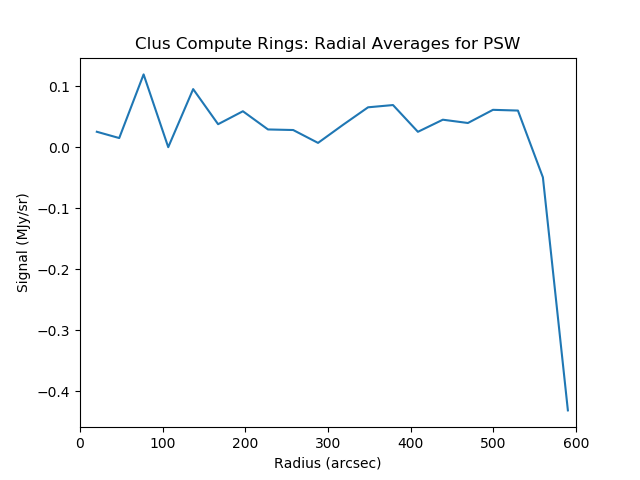 Clus Compute Rings: Radial Averages for PSW
0.1
0.0
−0.1
−0.2
−0.3
−0.4
Signal (MJy/sr)
0 100 200 300 400 500 600
Radius (arcsec)